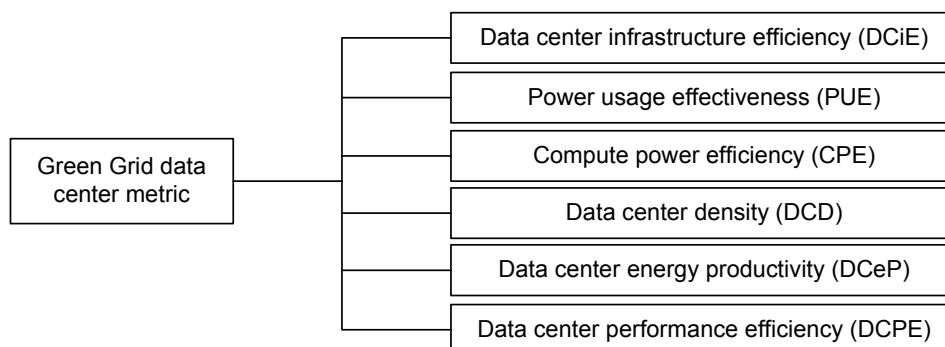 Data center infrastructure efficiency (DCiE)
Power usage effectiveness (PUE)
Green Grid data
center metric
Compute power efficiency (CPE)
Data center density (DCD)
Data center energy productivity (DCeP)
Data center performance efficiency (DCPE)